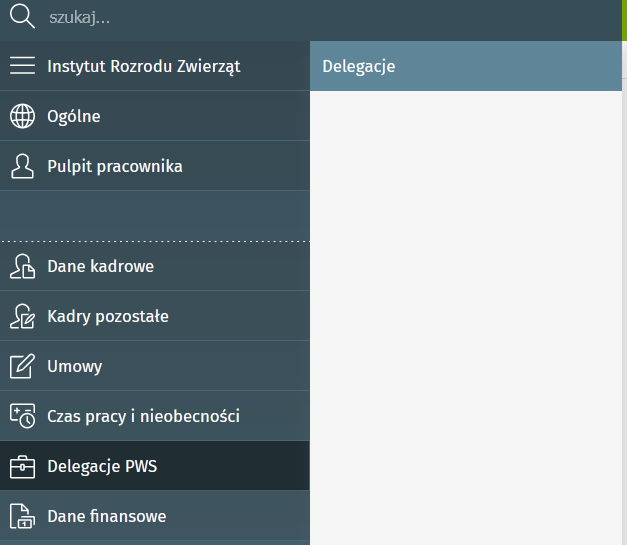 szukaj...
Instytut Rozrodu Zwierząt
Delegacje
Ogólne
Pulpit pracownika
Dane kadrowe
Kadry pozostałe
Umowy
Czas pracy i nieobecności
Delegacje PWS
Dane finansowe